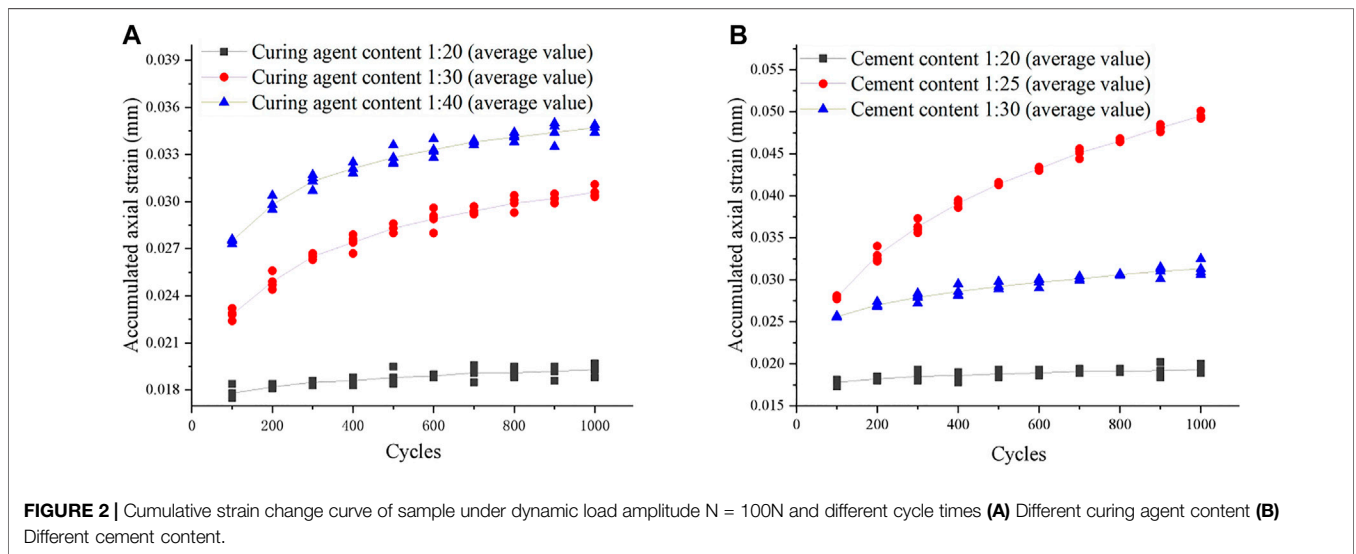 A
Curing agent content 1:20 (average value)
Curing agent content 1:30 (average value)
Curing agent content 1:40 (average value)
0.039
0.036
0.033
0.030
0.027
0.024
0.021
0.018
Accumulated axial strain (mm)
0
200
400
600
800
1000
Cycles
B
Cement content 1:20 (average value)
Cement content 1:25 (average value)
Cement content 1:30 (average value)
0.055
0.050
0.045
0.040
0.035
0.030
0.025
0.020
0.015
Accumulated axial strain (mm)
0
200
400
600
800
1000
Cycles
FIGURE 2 | Cumulative strain change curve of sample under dynamic load amplitude N = 100N and different cycle times (A) Different curing agent content (B)
Different cement content.